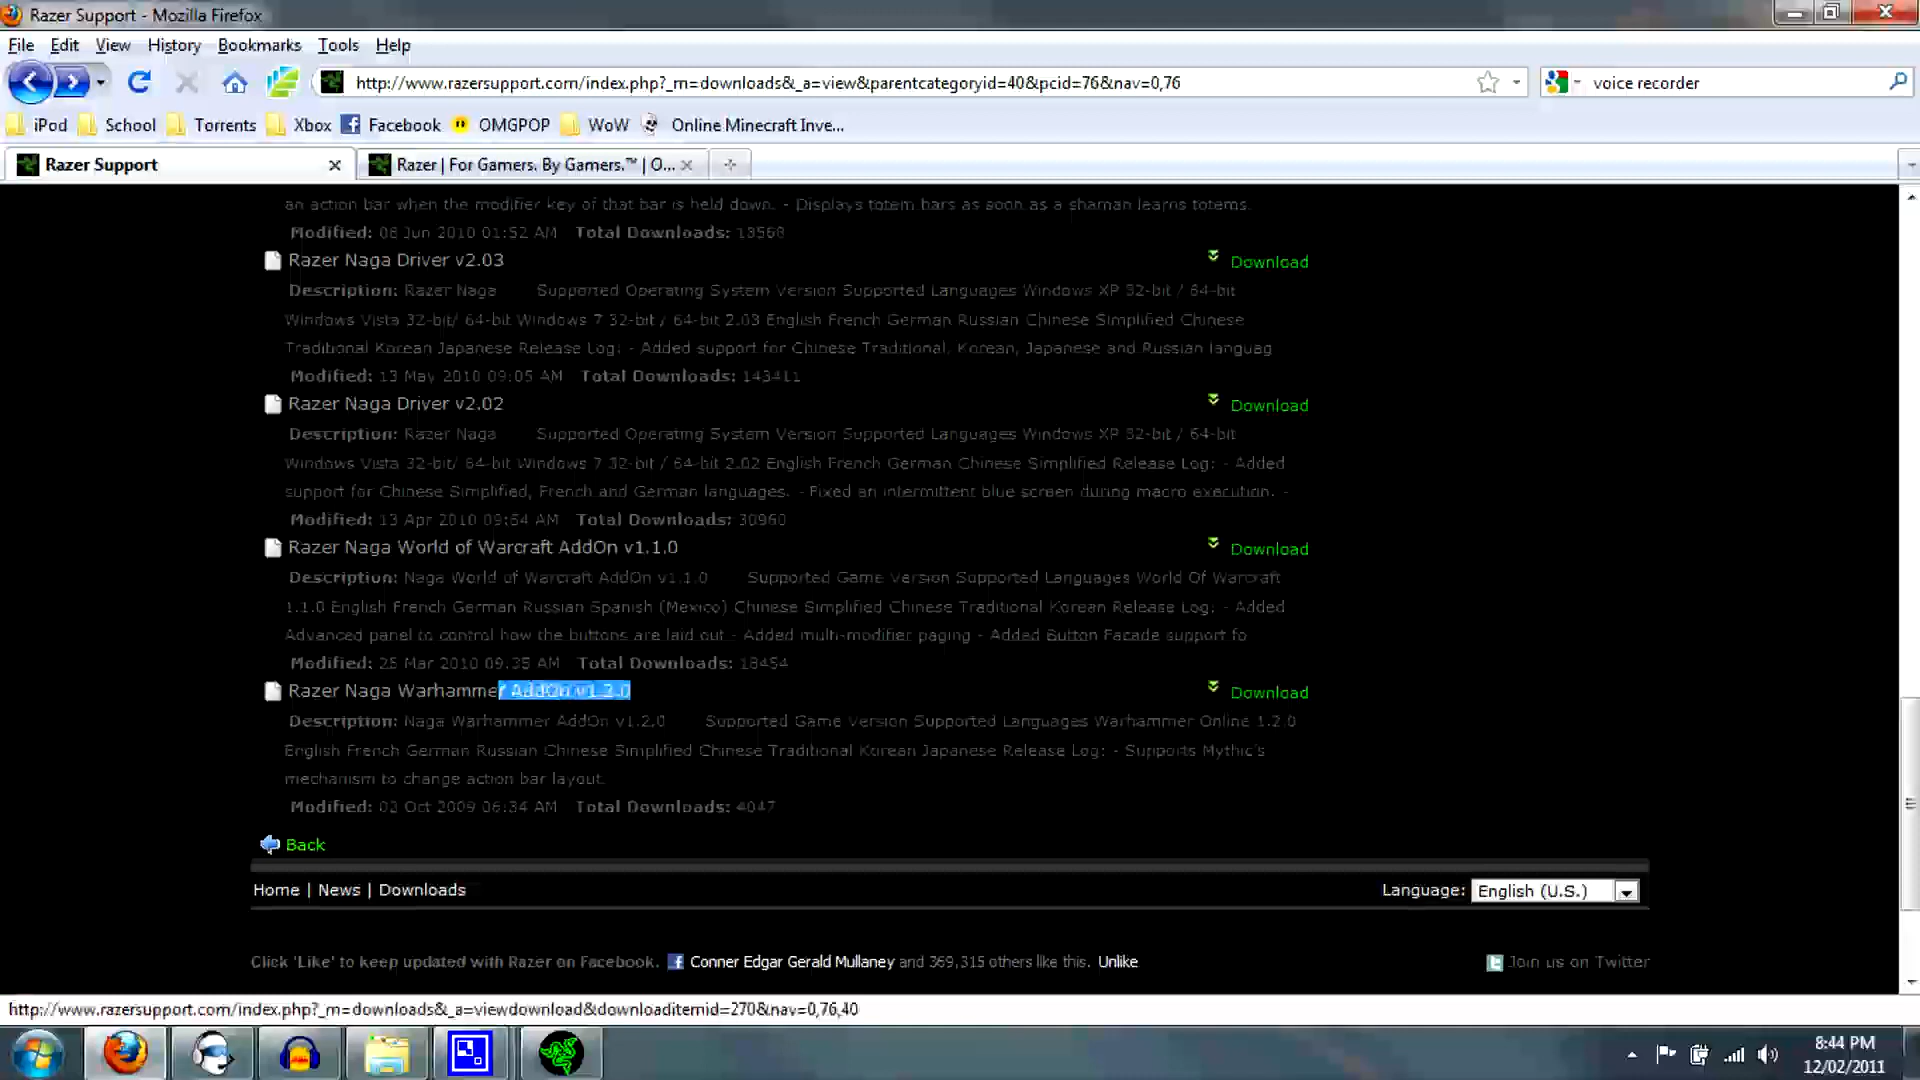 Razer Support - Mozilla Firefox
File Edit View History Bookmarks Tools Help
http://www.razersupport.com/index.php?_m=downloads&_a=view&parentcategoryid=40&pcid=76&nav=0,76
voice recorder
iPod School Torrents Xbox Facebook OMGPOP WoW Online Minecraft Inve...
Razer Support
Razer | For Gamers. By Gamers.™ | O...
an action bar when the modifier key of that bar is held down. - Displays totem bars as soon as a shaman learns totems.
Modified: 06 Jun 2010 01:52 AM Total Downloads: 13568
Razer Naga Driver v2.03 Download
Description: Razer Naga Supported Operating System Version Supported Languages Windows XP 32-bit / 64-bit
Windows Vista 32-bit/ 64-bit Windows 7 32-bit / 64-bit 2.03 English French German Russian Chinese Simplified Chinese
Traditional Korean Japanese Release Log: - Added support for Chinese Traditional, Korean, Japanese and Russian languag
Modified: 13 May 2010 09:05 AM Total Downloads: 143411
Razer Naga Driver v2.02 Download
Description: Razer Naga Supported Operating System Version Supported Languages Windows XP 32-bit / 64-bit
Windows Vista 32-bit/ 64-bit Windows 7 32-bit / 64-bit 2.02 English French German Chinese Simplified Release Log: - Added
support for Chinese Simplified, French and German languages. - Fixed an intermittent blue screen during macro execution. -
Modified: 13 Apr 2010 09:54 AM Total Downloads: 30960
Razer Naga World of Warcraft AddOn v1.1.0 Download
Description: Naga World of Warcraft AddOn v1.1.0 Supported Game Version Supported Languages World Of Warcraft
1.1.0 English French German Russian Spanish (Mexico) Chinese Simplified Chinese Traditional Korean Release Log: - Added
Advanced panel to control how the buttons are laid out - Added multi-modifier paging - Added Button Facade support fo
Modified: 25 Mar 2010 09:35 AM Total Downloads: 18454
Razer Naga Warhammer AddOn v1.2.0 Download
Description: Naga Warhammer AddOn v1.2.0 Supported Game Version Supported Languages Warhammer Online 1.2.0
English French German Russian Chinese Simplified Chinese Traditional Korean Japanese Release Log: - Supports Mythic's
mechanism to change action bar layout.
Modified: 02 Oct 2009 06:34 AM Total Downloads: 4047
Back
Home | News | Downloads
Language: English (U.S.)
Click 'Like' to keep updated with Razer on Facebook. Conner Edgar Gerald Mullaney and 369,315 others like this. Unlike
Join us on Twitter
http://www.razersupport.com/index.php?_m=downloads&_a=viewdownload&downloaditemid=270&nav=0,76,40
8:44 PM
12/02/2011